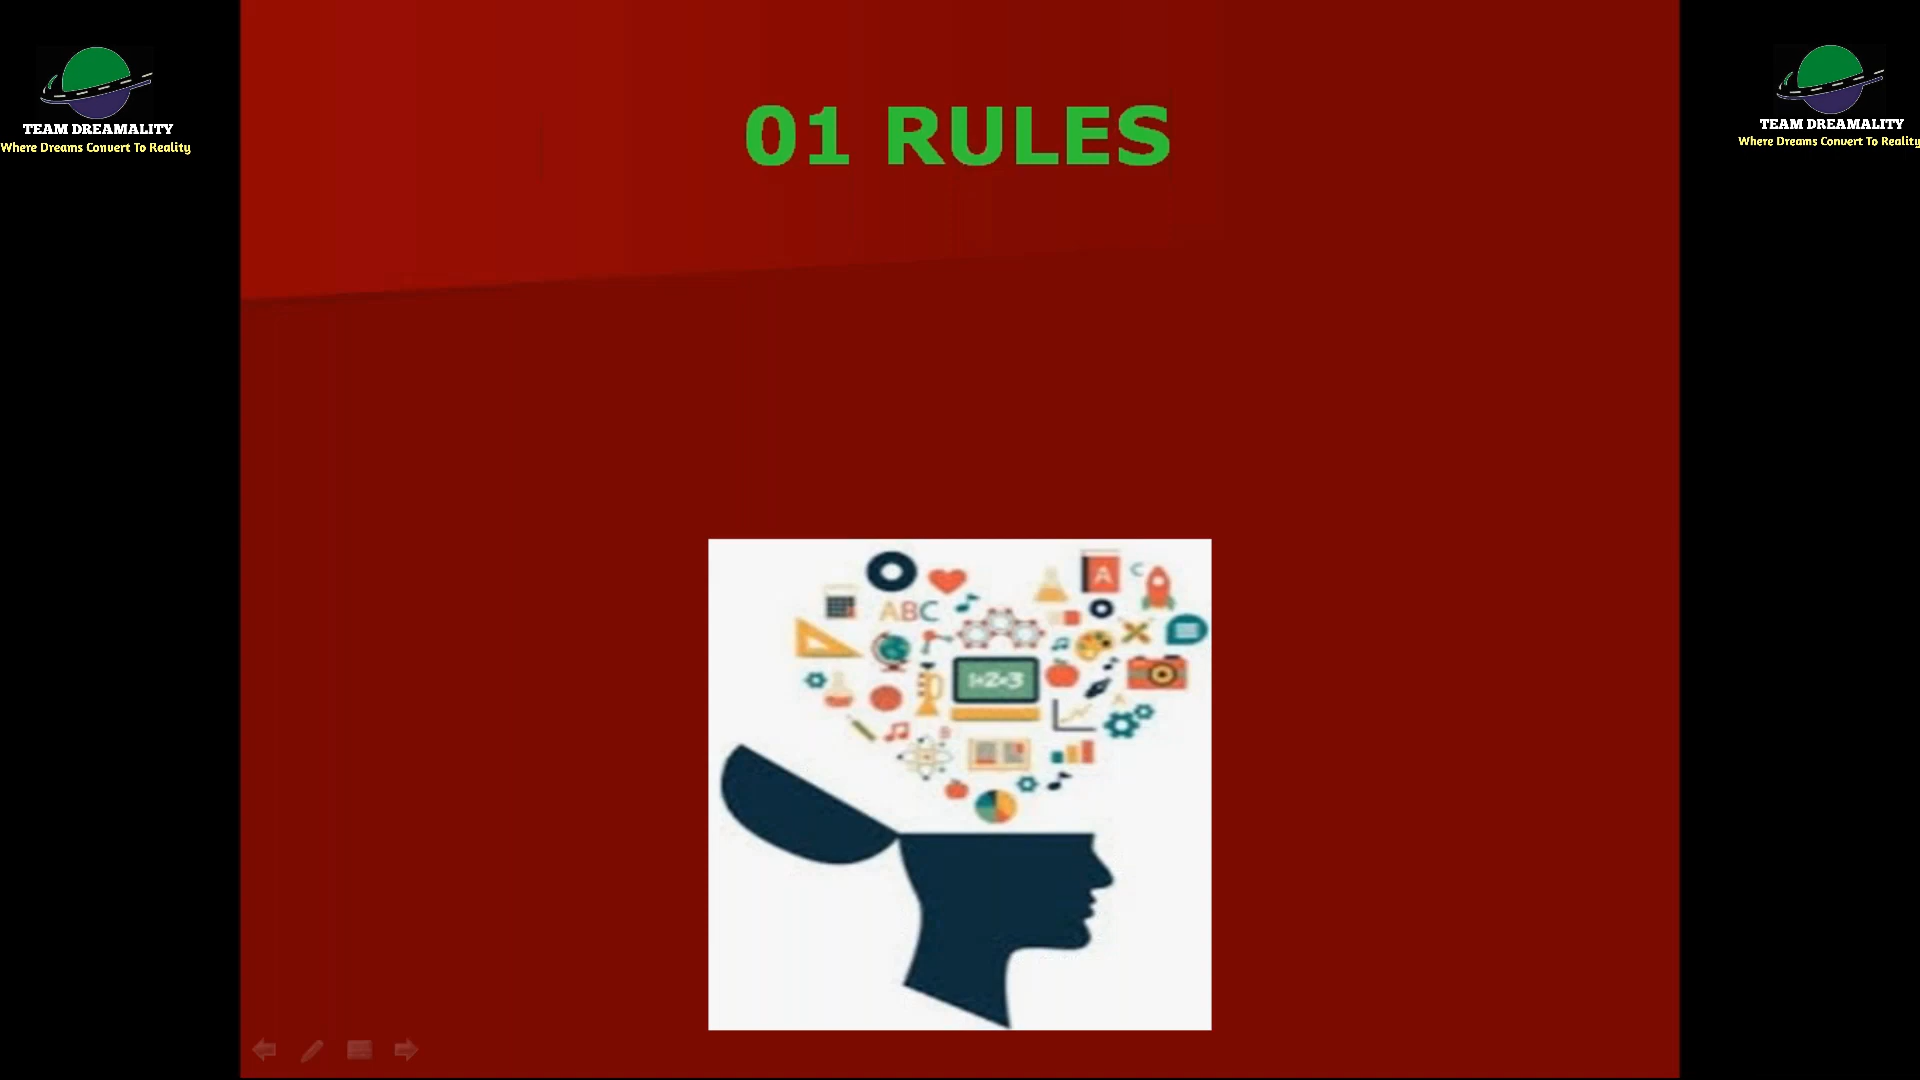 TEAM DREAMALITY
Where Dreams Convert To Reality
01 RULES
TEAM DREAMALITY
Where Dreams Convert To Reality
A
C
ABC
1+2=3
A
B